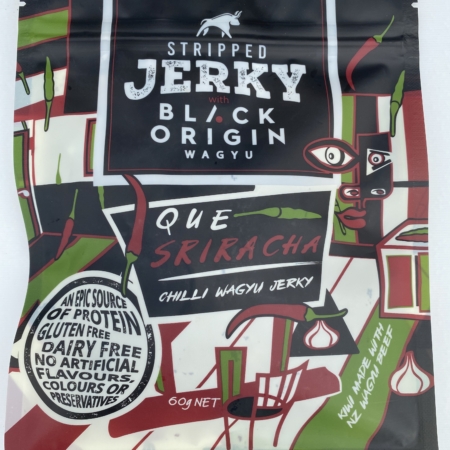 STRIPPED
JERKY
with
BLACK
ORIGIN
WAGYU
QUE
SRIRACHA
CHILLI WAGYU JERKY
AN EPIC SOURCE
OF PROTEIN
GLUTEN FREE
DAIRY FREE
NO ARTIFICIAL
FLAVOURS,
COLOURS OR
PRESERVATIVES
60g NET
KIWI MADE WITH
NZ WAGYU BEEF